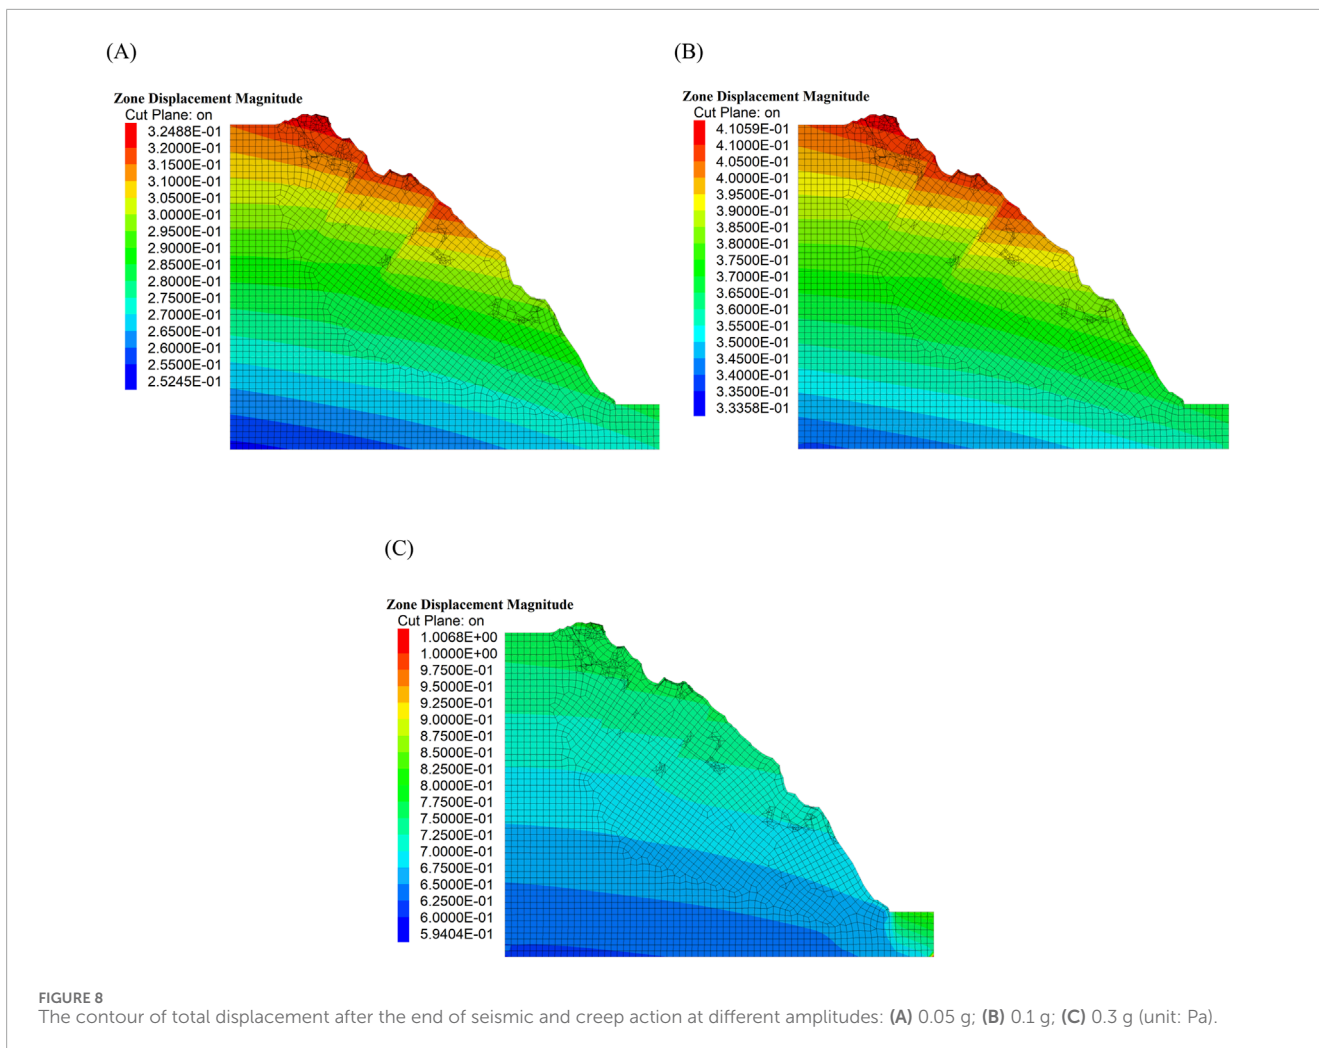 (A)
Zone Displacement Magnitude
Cut Plane: on
3.2488E-01
3.2000E-01
3.1500E-01
3.1000E-01
3.0500E-01
3.0000E-01
2.9500E-01
2.9000E-01
2.8500E-01
2.8000E-01
2.7500E-01
2.7000E-01
2.6500E-01
2.6000E-01
2.5500E-01
2.5245E-01
(B)
Zone Displacement Magnitude
Cut Plane: on
4.1059E-01
4.1000E-01
4.0500E-01
4.0000E-01
3.9500E-01
3.9000E-01
3.8500E-01
3.8000E-01
3.7500E-01
3.7000E-01
3.6500E-01
3.6000E-01
3.5500E-01
3.5000E-01
3.4500E-01
3.4000E-01
3.3500E-01
3.3358E-01
(C)
Zone Displacement Magnitude
Cut Plane: on
1.0068E+00
1.0000E+00
9.7500E-01
9.5000E-01
9.2500E-01
9.0000E-01
8.7500E-01
8.5000E-01
8.2500E-01
8.0000E-01
7.7500E-01
7.5000E-01
7.2500E-01
7.0000E-01
6.7500E-01
6.5000E-01
6.2500E-01
6.0000E-01
5.9404E-01
FIGURE 8
The contour of total displacement after the end of seismic and creep action at different amplitudes: (A) 0.05 g; (B) 0.1 g; (C) 0.3 g (unit: Pa).